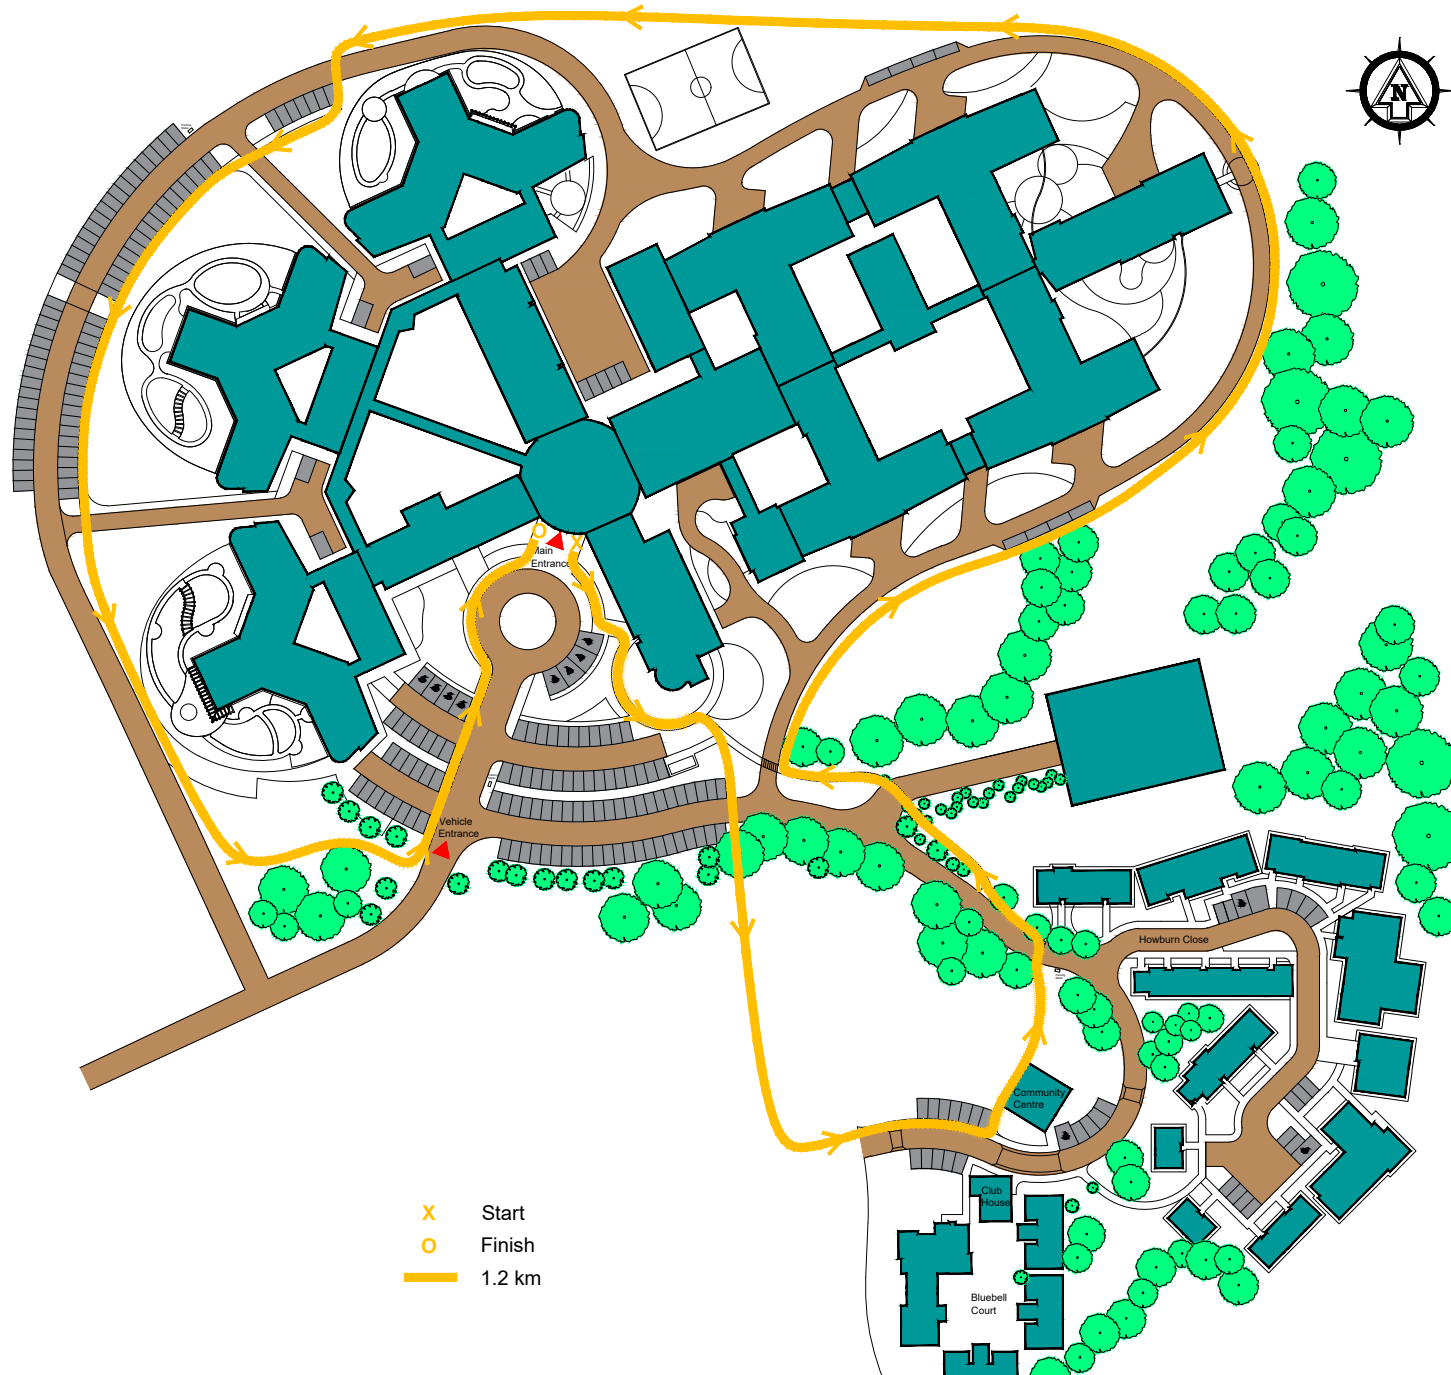 N
O
X
Main
Entrance
Vehicle
Entrance
Howburn Close
Community
Centre
Club
House
Bluebell
Court
X Start
O Finish
1.2 km